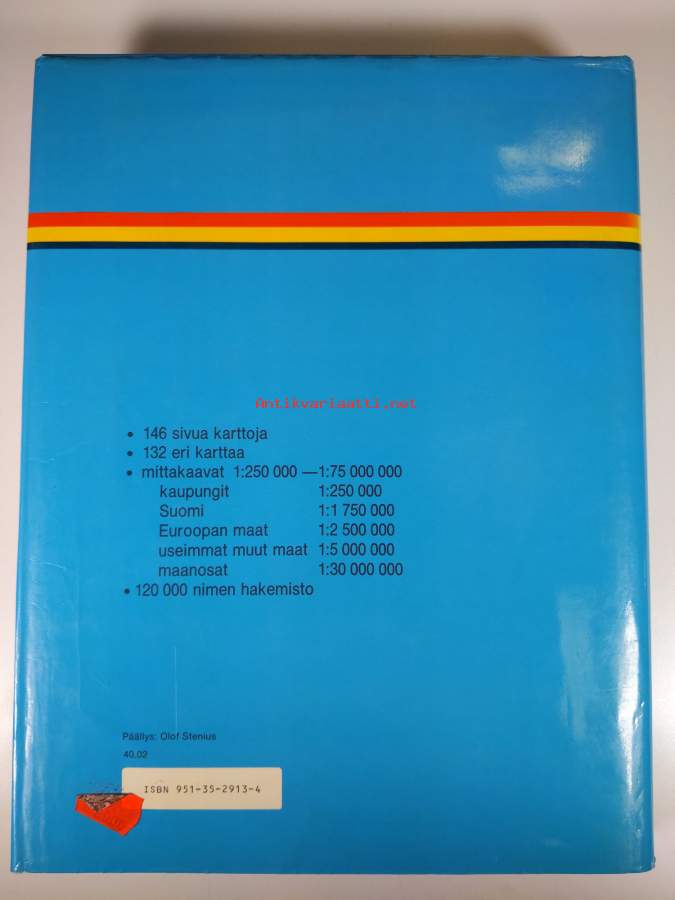 Antikvariaatti.net
• 146 sivua karttoja
• 132 eri karttaa
• mittakaavat 1:250 000 —1:75 000 000
kaupungit 1:250 000
Suomi 1:1 750 000
Euroopan maat 1:2 500 000
useimmat muut maat 1:5 000 000
maanosat 1:30 000 000
• 120 000 nimen hakemisto
Päällys: Olof Stenius
40.02
ISBN 951-35-2913-4